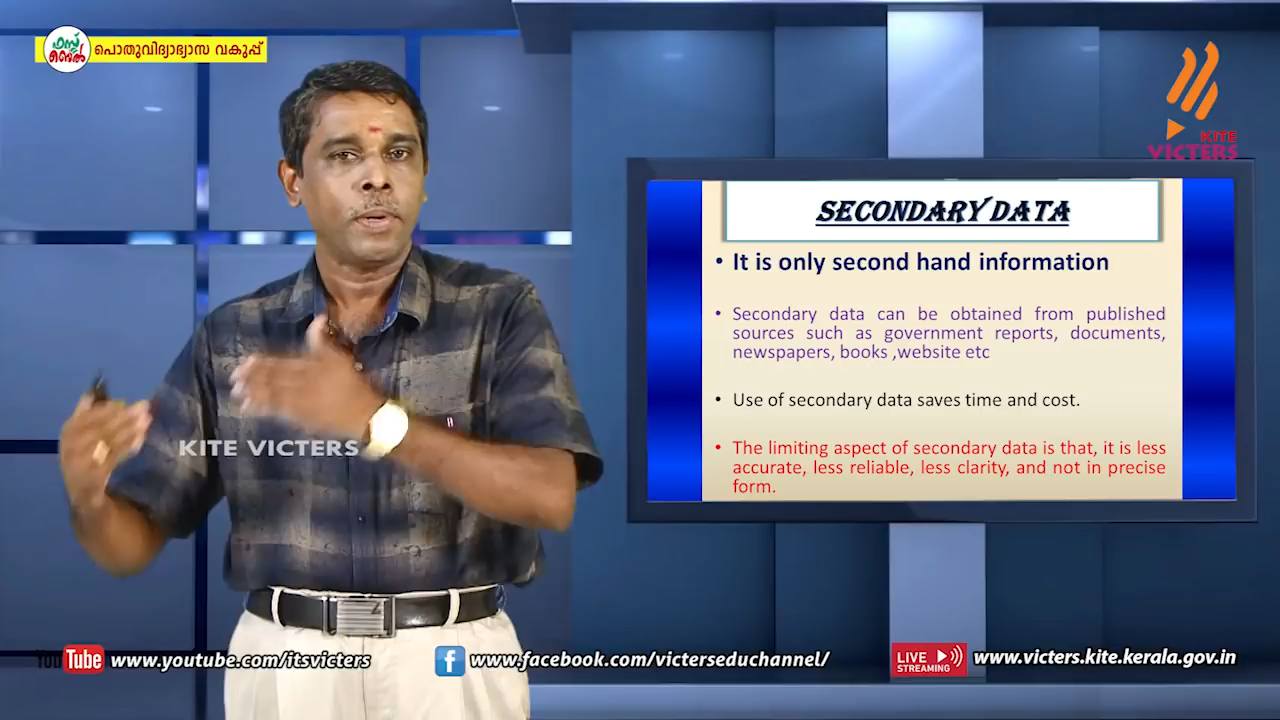 ഫസ്റ്റ്
ബെൽ
പൊതുവിദ്യാഭ്യാസ വകുപ്പ്
KITE
VICTERS
SECONDARY DATA
• It is only second hand information
• Secondary data can be obtained from published
sources such as government reports, documents,
newspapers, books ,website etc
• Use of secondary data saves time and cost.
• The limiting aspect of secondary data is that, it is less
accurate, less reliable, less clarity, and not in precise
form.
KITE VICTERS
YouTube www.youtube.com/itsvicters
f www.facebook.com/victerseduchannel/
LIVE
STREAMING
www.victers.kite.kerala.gov.in